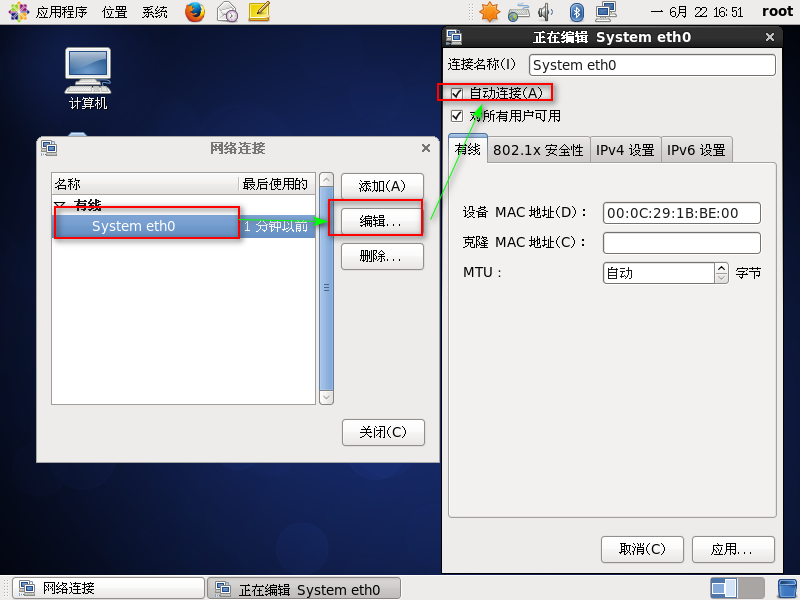 应用程序 位置 系统
一 6月 22 16:51 root
计算机
网络连接
名称 最后使用的
有线
System eth0 1 分钟以前
添加(A)
编辑...
删除...
关闭(C)
正在编辑 System eth0
连接名称(I) System eth0
自动连接(A)
对所有用户可用
有线 802.1x 安全性 IPv4 设置 IPv6 设置
设备 MAC 地址(D)： 00:0C:29:1B:BE:00
克隆 MAC 地址(C)：
MTU： 自动 字节
取消(C) 应用...
网络连接 正在编辑 System eth0